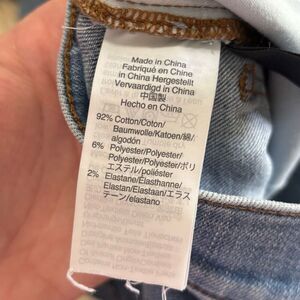 Made in China
Fabriqué en Chine
in China Hergestell
Vervaardigd in China
中国製
Hecho en China
92% Cotton/Coton/
Baumwolle/Katoen/綿/
algodón
6% Polyester/Polyester/
Polyester/Polyester/ポリ
エステル/poliéster
2% Elastane/Élasthanne/
Elastan/Elastaan/エラス
テーン/elastano